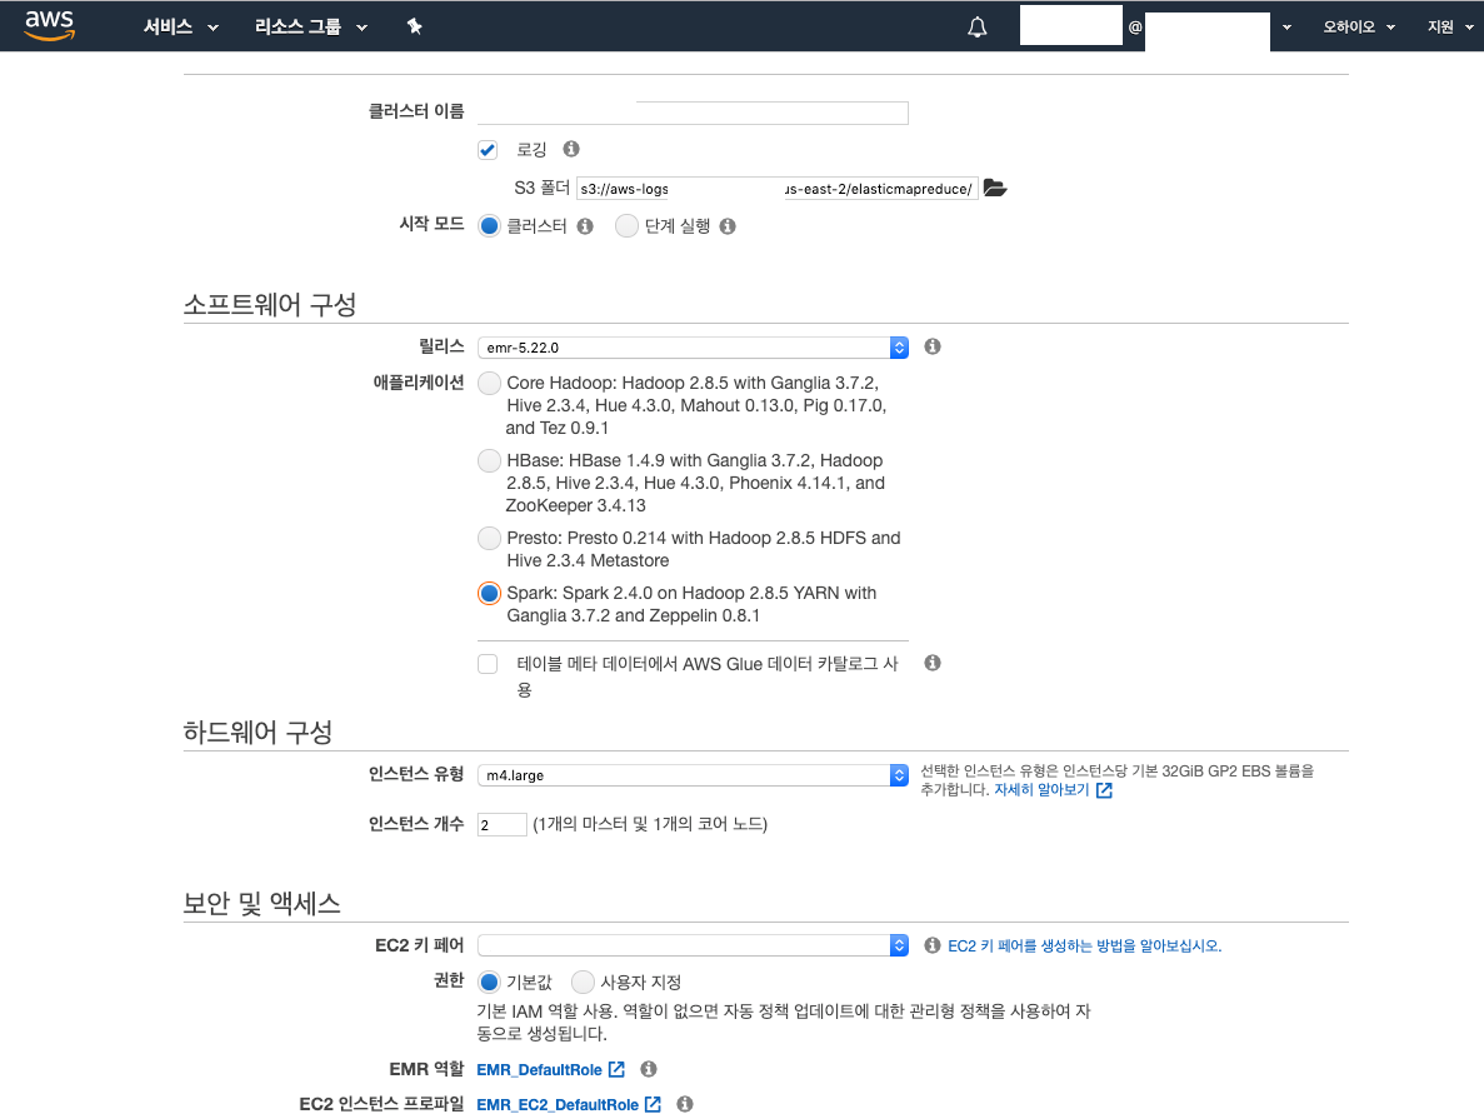 aws 서비스 리소스 그룹 @ 오하이오 지원
클러스터 이름
로깅
S3 폴더 s3://aws-logs us-east-2/elasticmapreduce/
시작 모드 클러스터 단계 실행
소프트웨어 구성
릴리스 emr-5.22.0
애플리케이션 Core Hadoop: Hadoop 2.8.5 with Ganglia 3.7.2,
Hive 2.3.4, Hue 4.3.0, Mahout 0.13.0, Pig 0.17.0,
and Tez 0.9.1
HBase: HBase 1.4.9 with Ganglia 3.7.2, Hadoop
2.8.5, Hive 2.3.4, Hue 4.3.0, Phoenix 4.14.1, and
ZooKeeper 3.4.13
Presto: Presto 0.214 with Hadoop 2.8.5 HDFS and
Hive 2.3.4 Metastore
Spark: Spark 2.4.0 on Hadoop 2.8.5 YARN with
Ganglia 3.7.2 and Zeppelin 0.8.1
테이블 메타 데이터에서 AWS Glue 데이터 카탈로그 사
용
하드웨어 구성
인스턴스 유형 m4.large 선택한 인스턴스 유형은 인스턴스당 기본 32GiB GP2 EBS 볼륨을
추가합니다. 자세히 알아보기
인스턴스 개수 2 (1개의 마스터 및 1개의 코어 노드)
보안 및 액세스
EC2 키 페어 EC2 키 페어를 생성하는 방법을 알아보십시오.
권한 기본값 사용자 지정
기본 IAM 역할 사용. 역할이 없으면 자동 정책 업데이트에 대한 관리형 정책을 사용하여 자
동으로 생성됩니다.
EMR 역할 EMR_DefaultRole
EC2 인스턴스 프로파일 EMR_EC2_DefaultRole